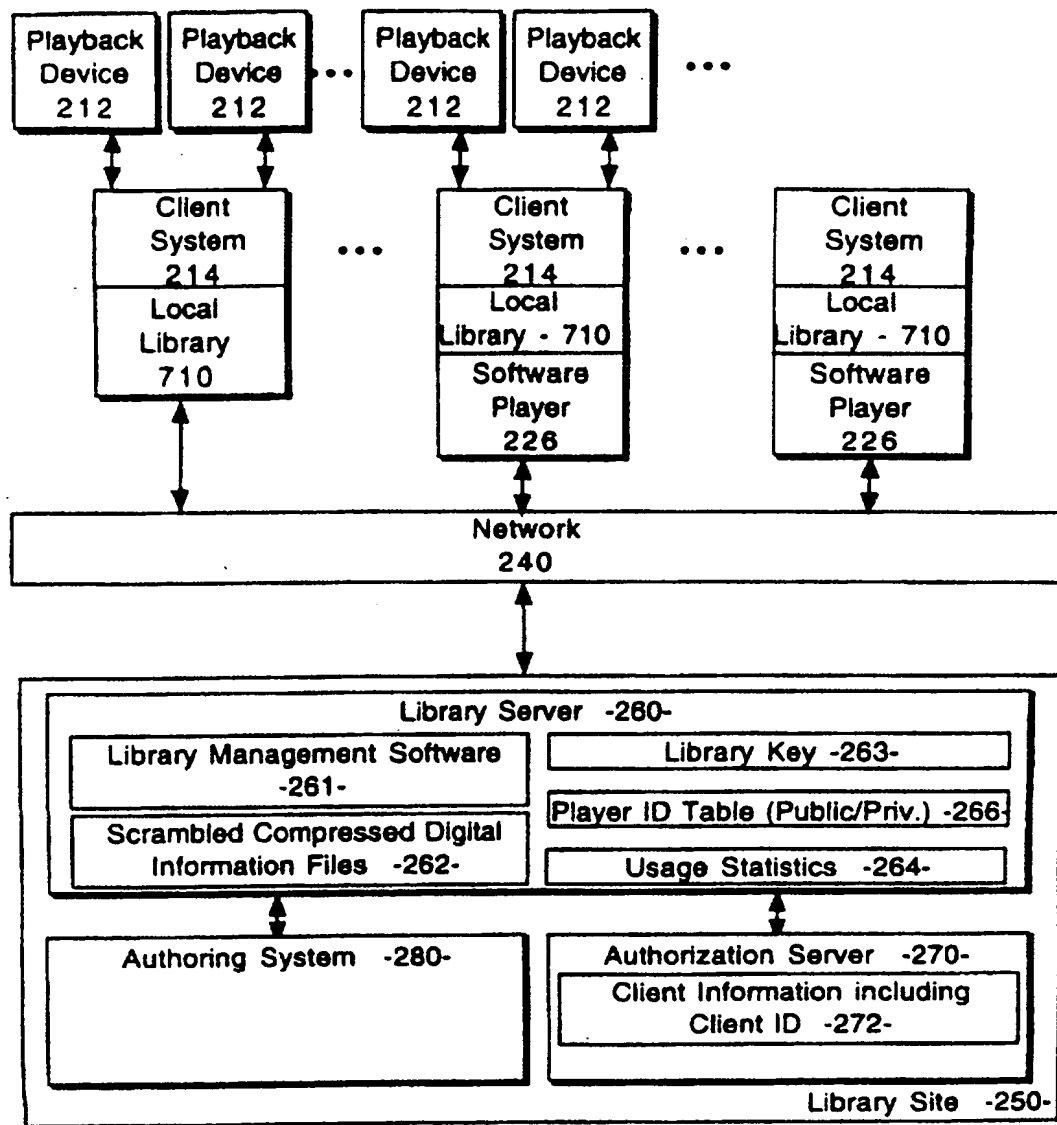 Playback
Device
212
Playback
Device
212
•••
Playback
Device
212
Playback
Device
212
•••
Client
System
214
Local
Library
710
•••
Client
System
214
Local
Library - 710
Software
Player
226
•••
Client
System
214
Local
Library - 710
Software
Player
226
Network
240
Library Server -260-
Library Management Software
-261-
Scrambled Compressed Digital
Information Files -262-
Library Key -263-
Player ID Table (Public/Priv.) -266-
Usage Statistics -264-
Authoring System -280-
Authorization Server -270-
Client Information including
Client ID -272-
Library Site -250-